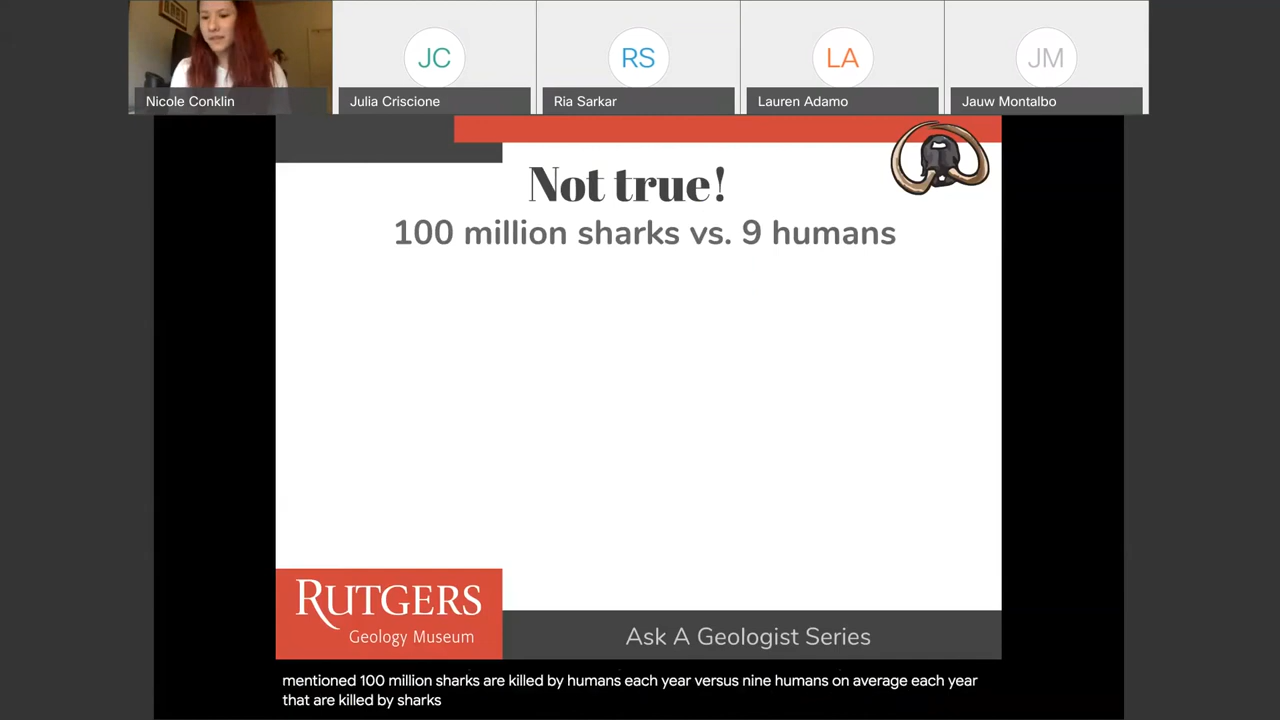 JC
RS
LA
JM
Nicole Conklin
Julia Criscione
Ria Sarkar
Lauren Adamo
Jauw Montalbo
Not true!
100 million sharks vs. 9 humans
RUTGERS
Geology Museum
Ask A Geologist Series
mentioned 100 million sharks are killed by humans each year versus nine humans on average each year
that are killed by sharks